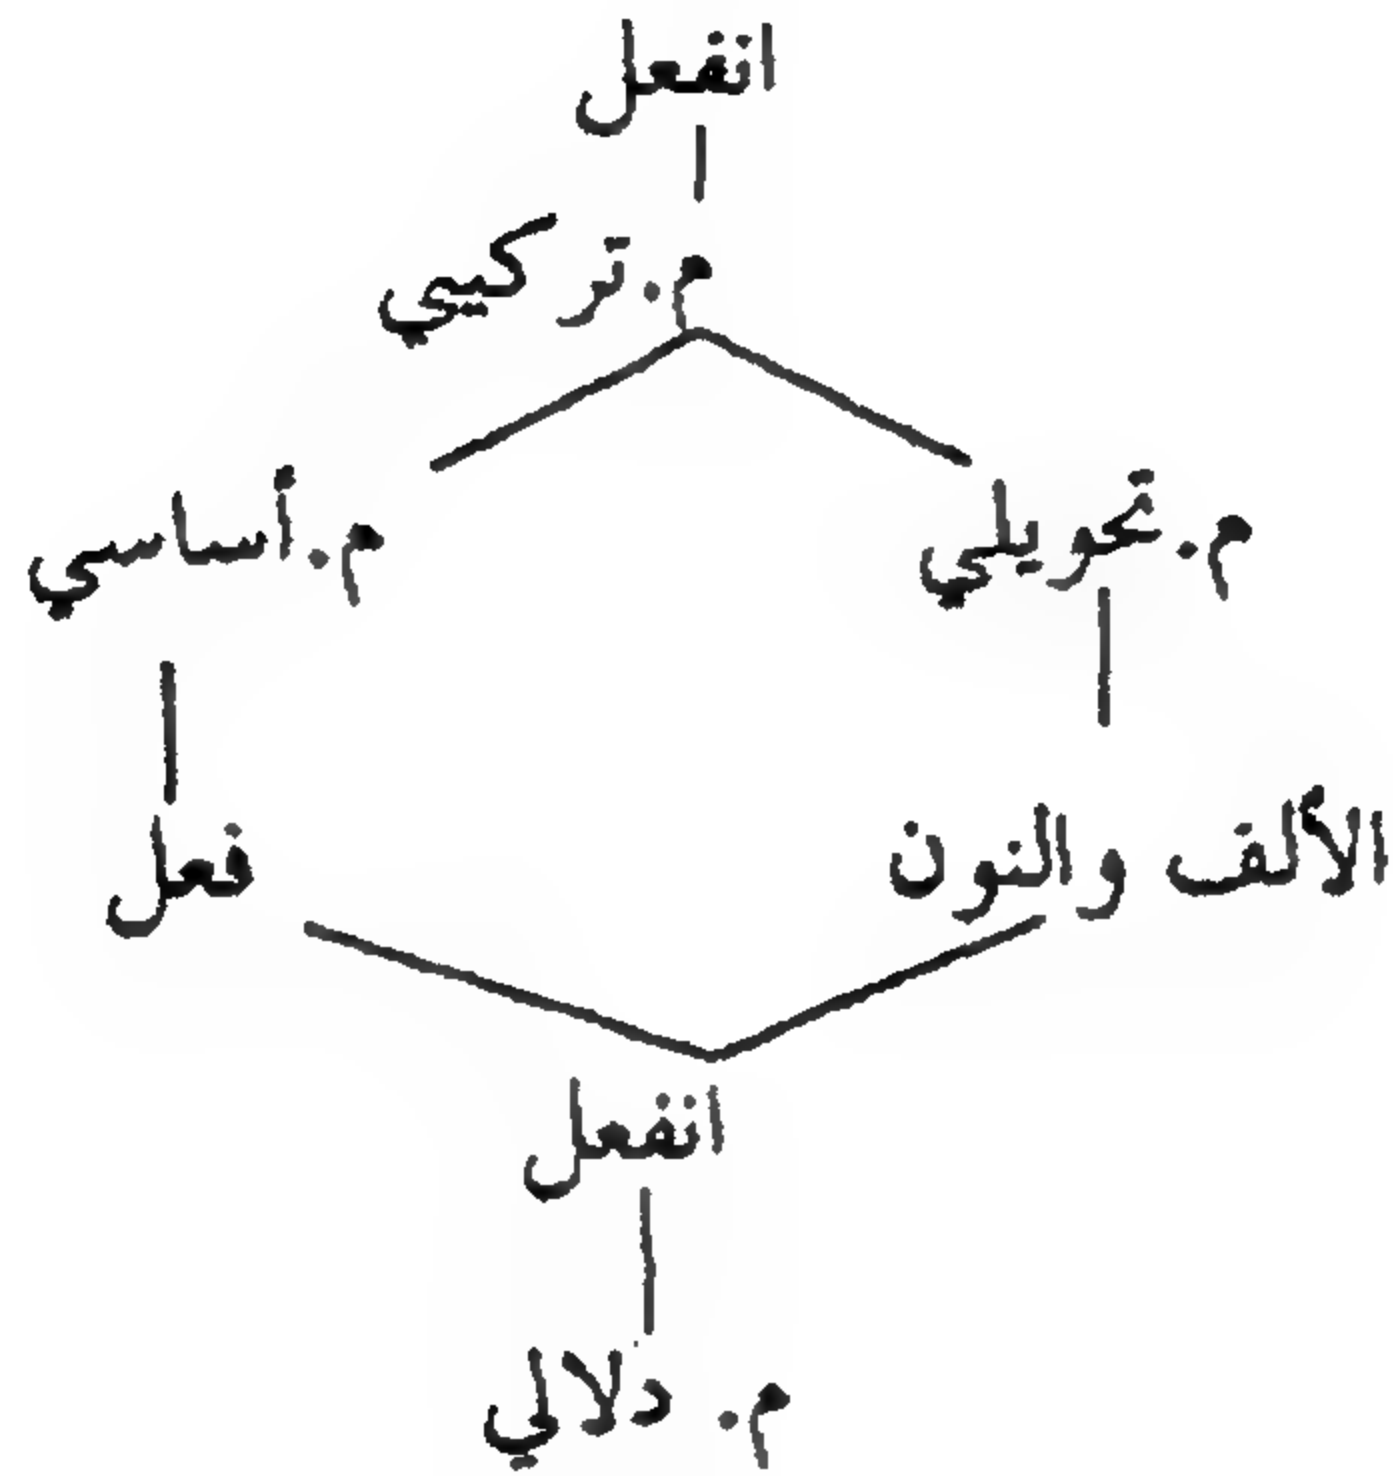 انفعل
م.تركيبي
م.تحويلي
م.أساسي
الألف والنون
فعل
انفعل
م. دلالي